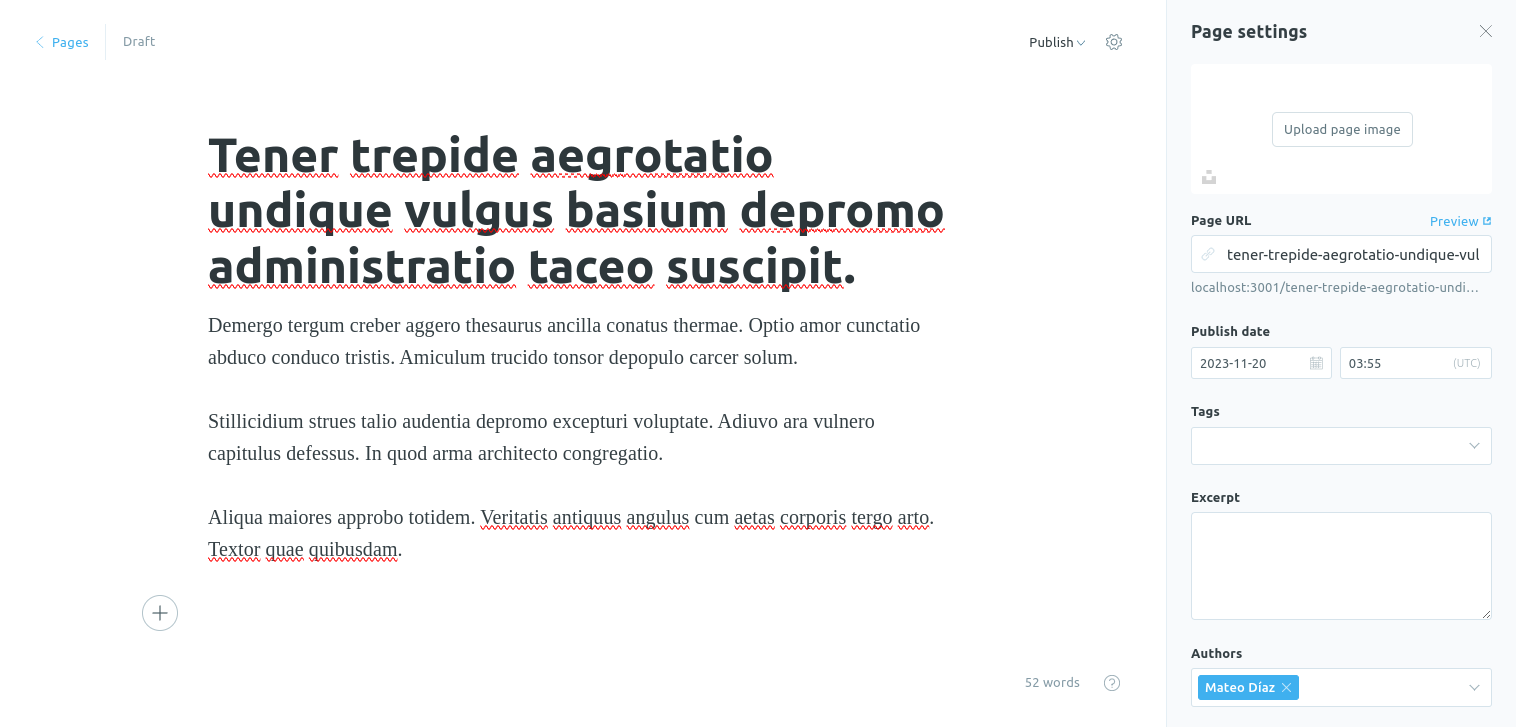 Pages
Draft
Publish
Tener trepide aegrotatio
undique vulgus basium depromo
administratio taceo suscipit.
Demergo tergum creber aggero thesaurus ancilla conatus thermae. Optio amor cunctatio
abduco conduco tristis. Amiculum trucido tonsor depopulo carcer solum.
Stillicidium strues talio audentia depromo excepturi voluptate. Adiuvo ara vulnero
capitulus defessus. In quod arma architecto congregatio.
Aliqua maiores approbo totidem. Veritatis antiquus angulus cum aetas corporis tergo arto.
Textor quae quibusdam.
52 words
Page settings
Upload page image
Page URL
Preview
tener-trepide-aegrotatio-undique-vul
localhost:3001/tener-trepide-aegrotatio-undi…
Publish date
2023-11-20
03:55 (UTC)
Tags
Excerpt
Authors
Mateo Díaz